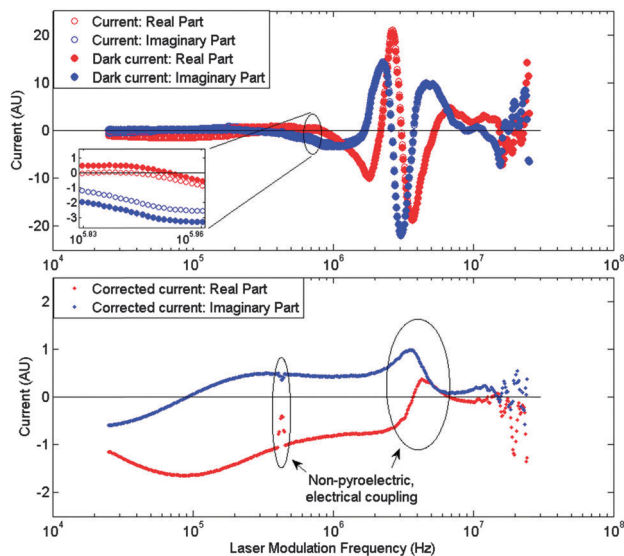 Current: Real Part
Current: Imaginary Part
Dark current: Real Part
Dark current: Imaginary Part
Current (AU)
20
10
0
-10
-20
1
0
-1
-2
-3
10^5.93
10^5.96
10^4
10^5
10^6
10^7
10^8
Corrected current: Real Part
Corrected current: Imaginary Part
Current (AU)
2
1
0
-1
-2
Non-pyroelectric,
electrical coupling
10^4
10^5
10^6
10^7
10^8
Laser Modulation Frequency (Hz)